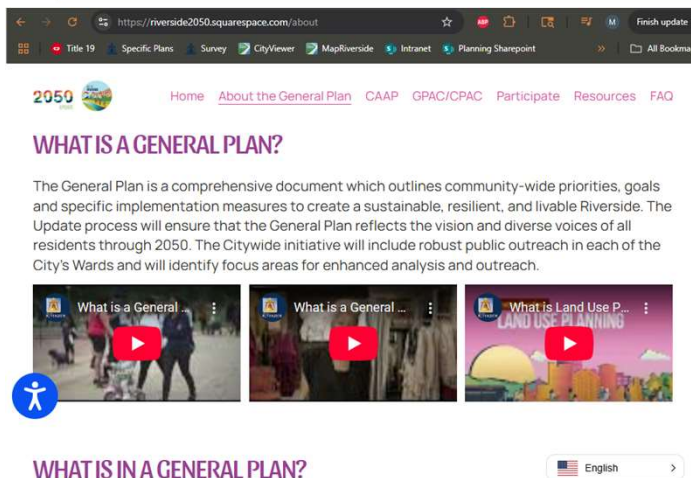 https://riverside2050.squarespace.com/about
ABP
M
Finish update
Title 19
Specific Plans
Survey
CityViewer
MapRiverside
Intranet
Planning Sharepoint
»
All Bookma
2050
Home
About the General Plan
CAAP
GPAC/CPAC
Participate
Resources
FAQ
WHAT IS A GENERAL PLAN?
The General Plan is a comprehensive document which outlines community-wide priorities, goals
and specific implementation measures to create a sustainable, resilient, and livable Riverside. The
Update process will ensure that the General Plan reflects the vision and diverse voices of all
residents through 2050. The Citywide initiative will include robust public outreach in each of the
City's Wards and will identify focus areas for enhanced analysis and outreach.
What is a General ...
What is a General ...
What is Land Use P...
LAND USE PLANNING
WHAT IS IN A GENERAL PLAN?
English